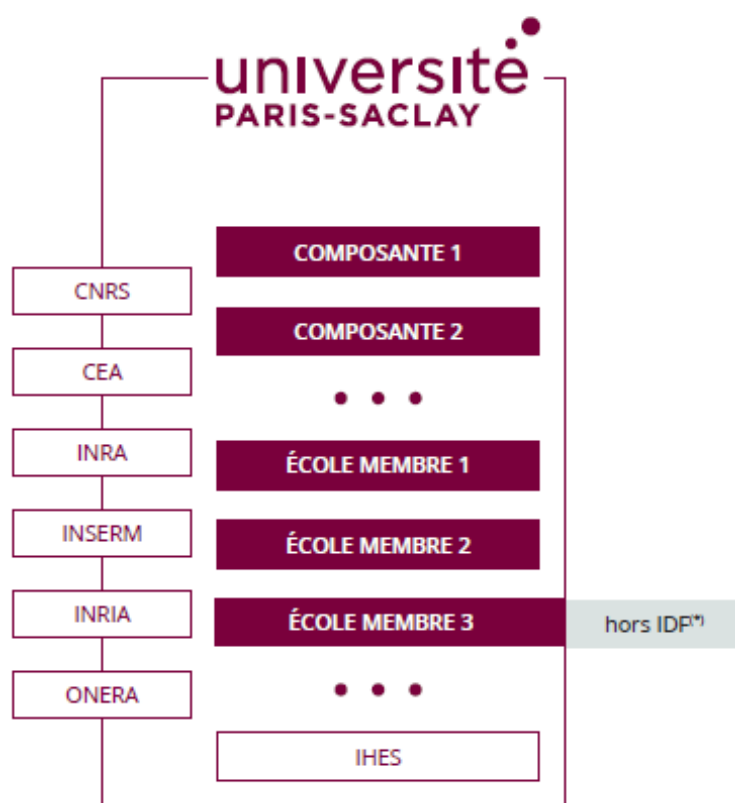 université
PARIS-SACLAY
COMPOSANTE 1
CNRS
COMPOSANTE 2
CEA
• • •
INRA
ÉCOLE MEMBRE 1
INSERM
ÉCOLE MEMBRE 2
INRIA
ÉCOLE MEMBRE 3
hors IDF(*)
ONERA
• • •
IHES